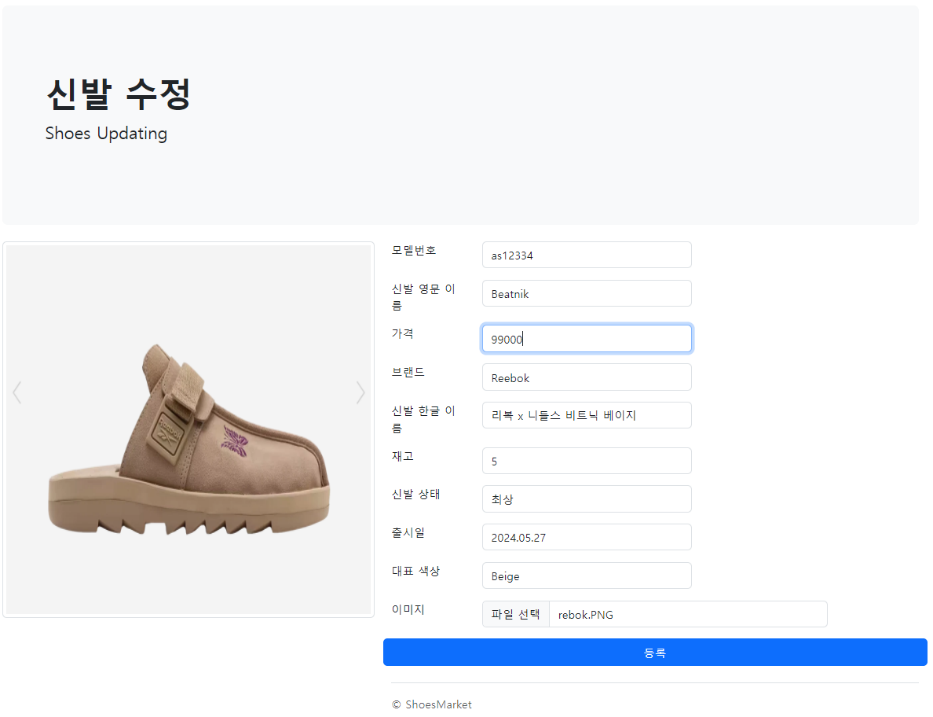 신발 수정
Shoes Updating
모델번호
as12334
신발 영문 이
름
Beatnik
가격
99000
브랜드
Reebok
신발 한글 이
름
리복 x 니들스 비트닉 베이지
재고
5
신발 상태
최상
출시일
2024.05.27
대표 색상
Beige
이미지
파일 선택 rebok.PNG
등록
© ShoesMarket